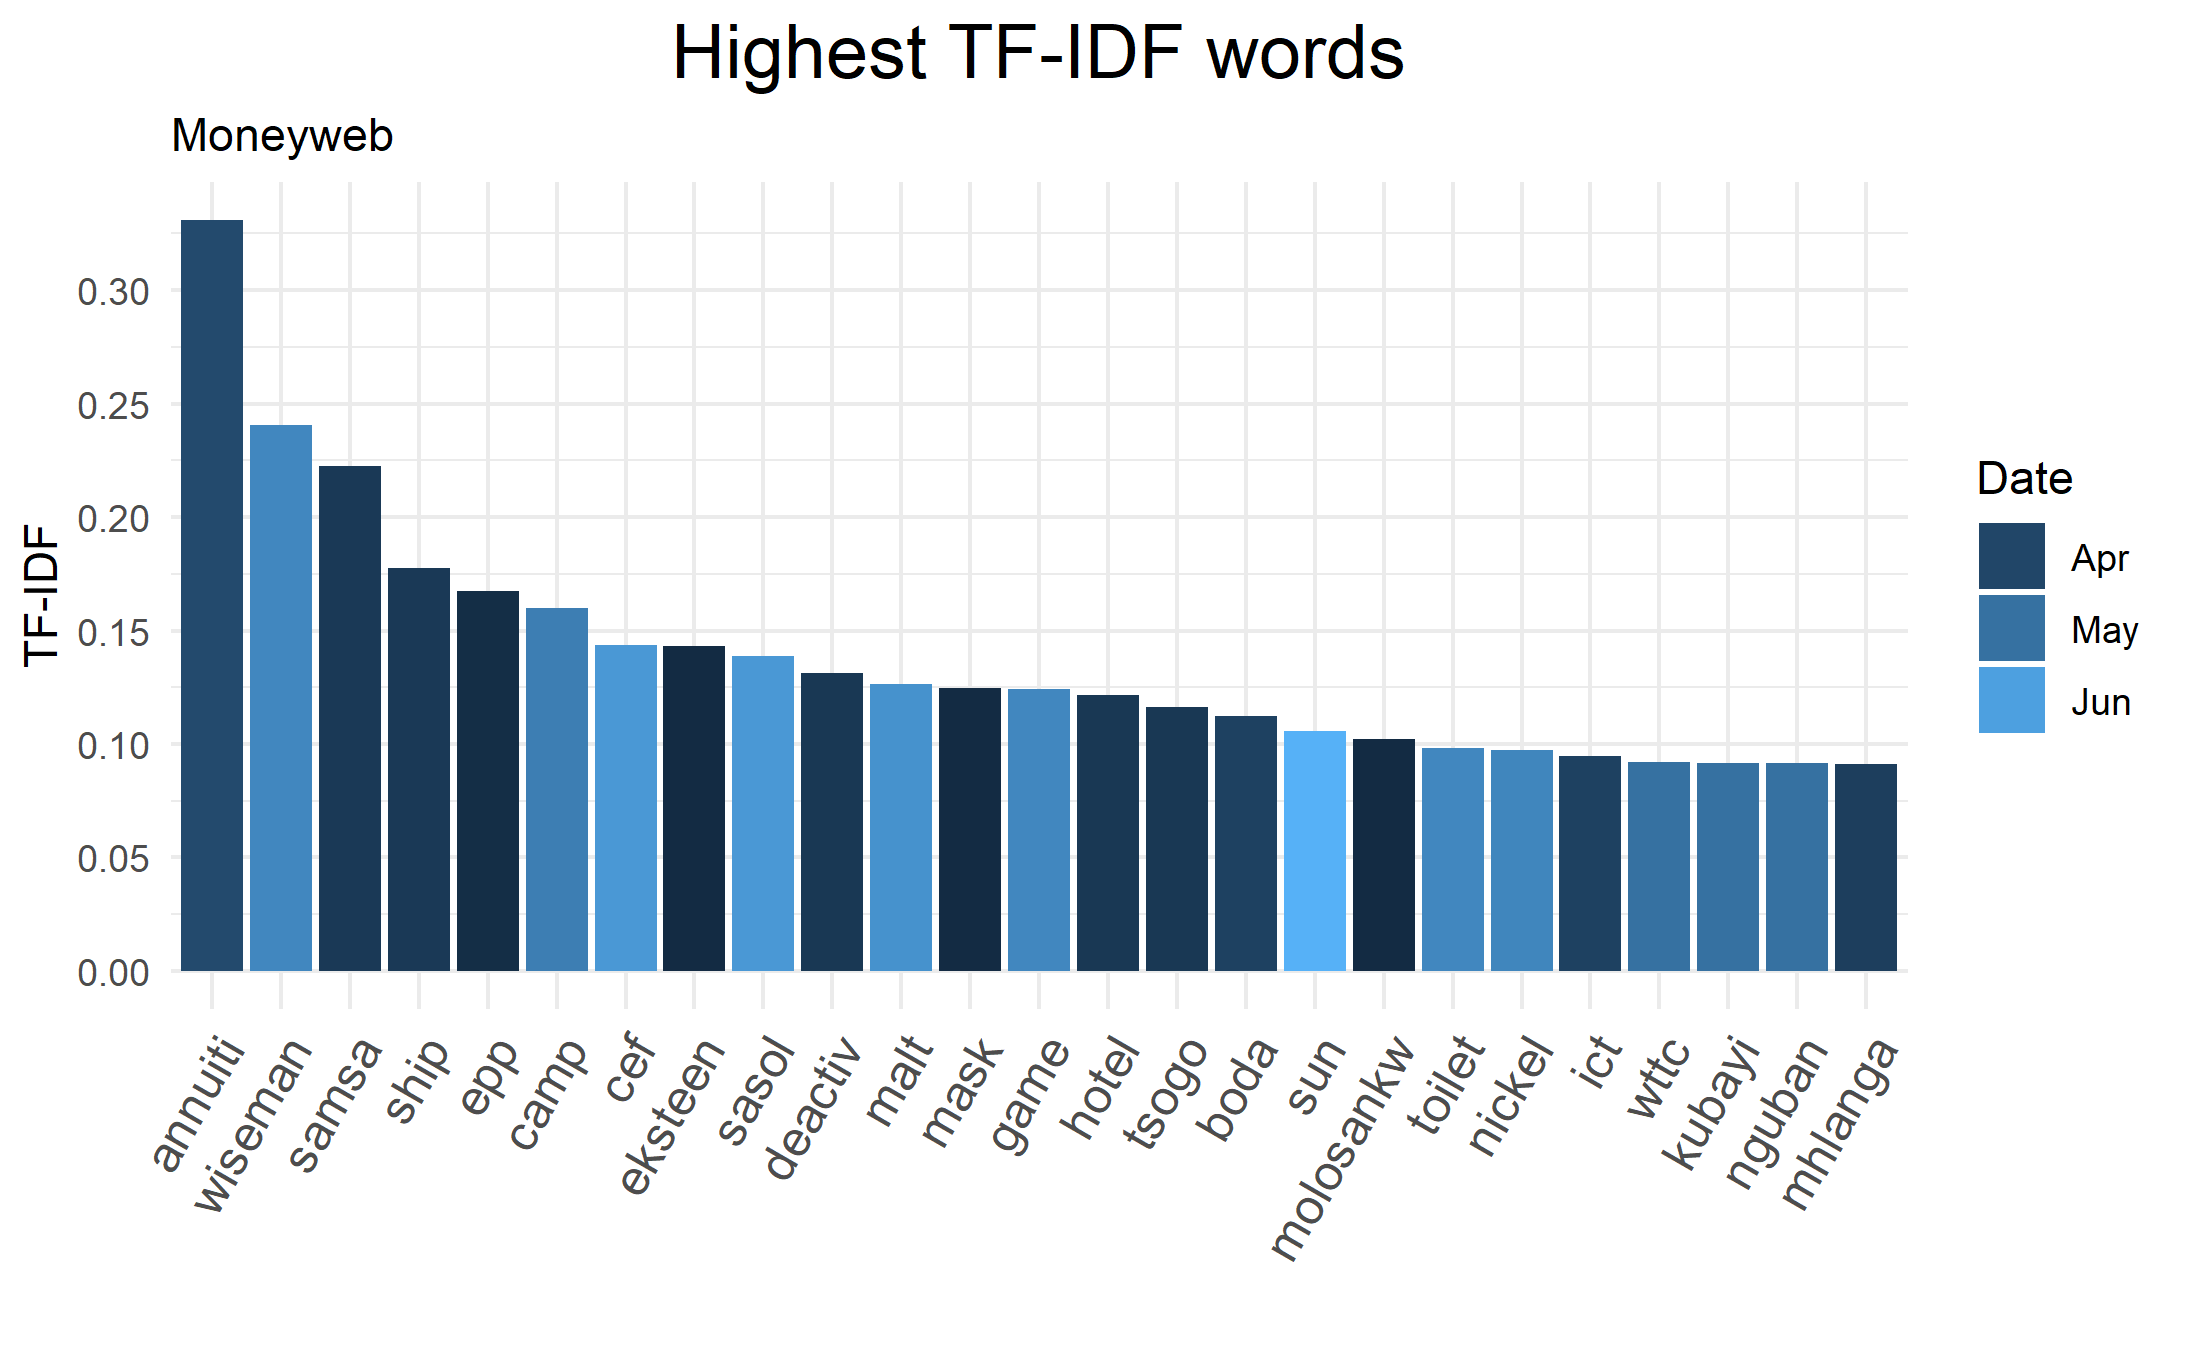 Highest TF-IDF words
Moneyweb
TF-IDF
0.30
0.25
0.20
0.15
0.10
0.05
0.00
annuiti
wiseman
samsa
ship
epp
camp
cef
eksteen
sasol
deactiv
malt
mask
game
hotel
tsogo
boda
sun
molosankw
toilet
nickel
ict
wttc
kubayi
nguban
mhlanga
Date
Apr
May
Jun